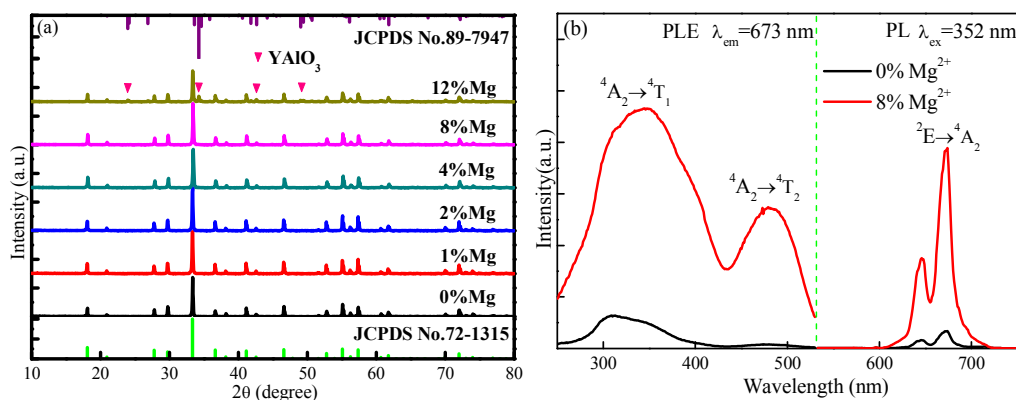 (a)
JCPDS No.89-7947
▼ YAlO₃
12%Mg
8%Mg
4%Mg
2%Mg
1%Mg
0%Mg
JCPDS No.72-1315
10 20 30 40 50 60 70 80
2θ (degree)
Intensity (a.u.)
(b)
PLE λem=673 nm
PL λex=352 nm
0% Mg²⁺
8% Mg²⁺
⁴A₂→⁴T₁
⁴A₂→⁴T₂
²E→⁴A₂
300 400 500 600 700
Wavelength (nm)
Intensity(a.u.)